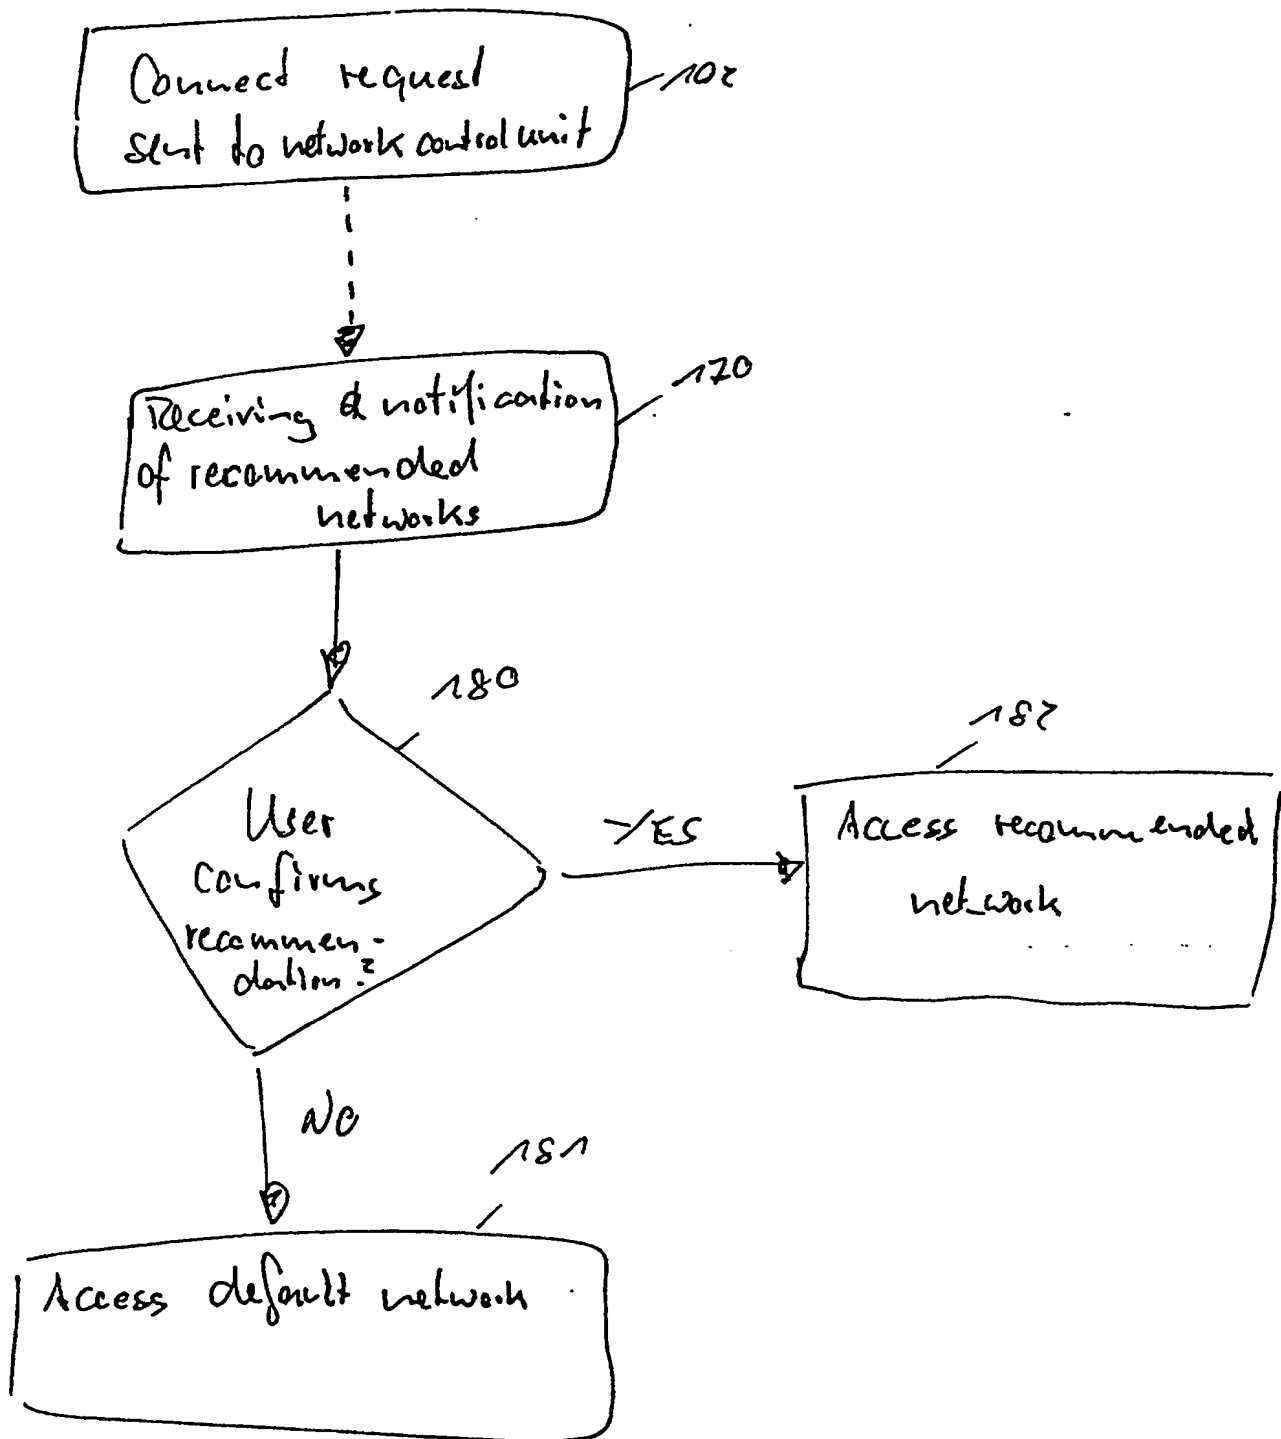 Connect request
sent to network control unit
102
170
Receiving & notification
of recommended
networks
180
User
confirms
recommen-
dation?
YES
182
Access recommended
network
NO
181
Access default network